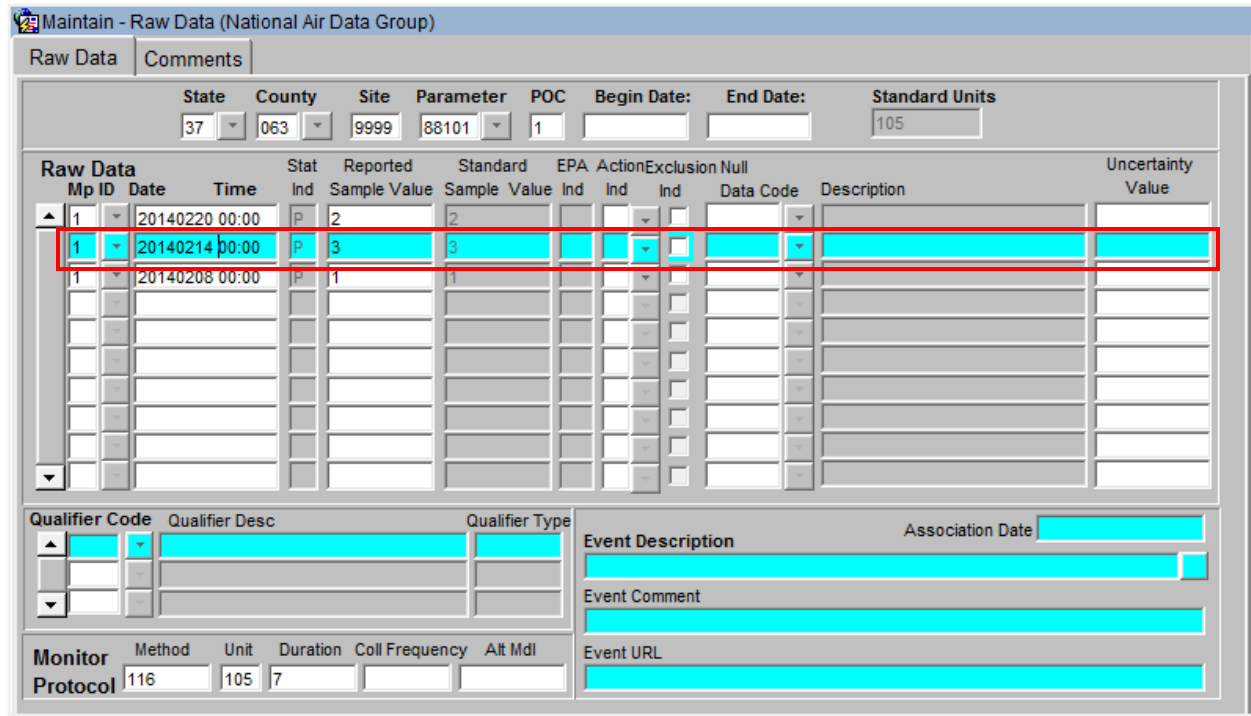 Maintain - Raw Data (National Air Data Group)
Raw Data Comments
State County Site Parameter POC Begin Date: End Date: Standard Units
37 063 9999 88101 1 105
Raw Data Stat Reported Standard EPA Action Exclusion Null Uncertainty
Mp ID Date Time Ind Sample Value Sample Value Ind Ind Ind Data Code Description Value
1 20140220 00:00 P 2 2
1 20140214 00:00 P 3 3
1 20140208 00:00 P 1 1
Qualifier Code Qualifier Desc Qualifier Type
Association Date
Event Description
Event Comment
Event URL
Monitor Protocol
Method Unit Duration Coll Frequency Alt Mdl
116 105 7